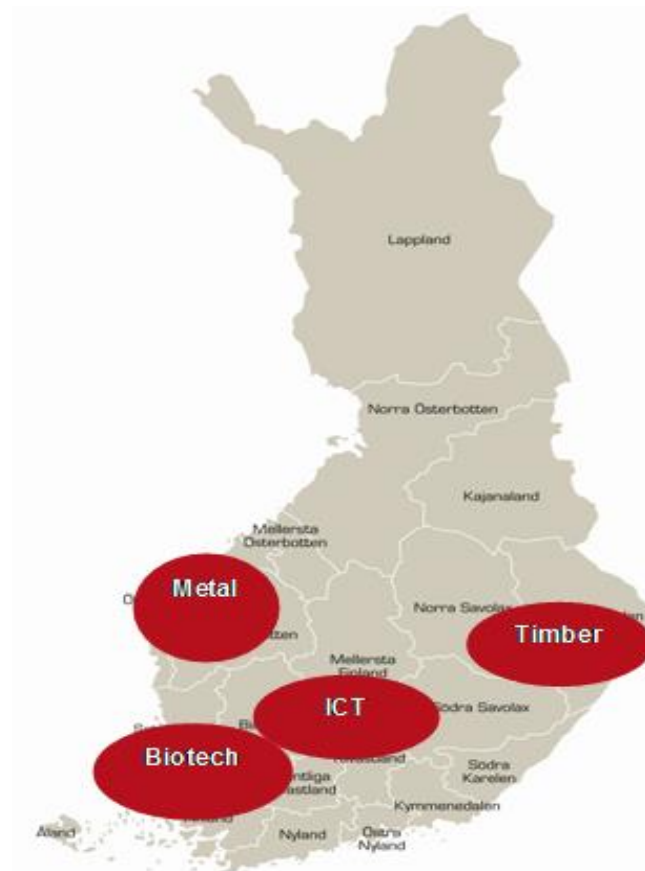 Lappland
Norra Österbotten
Kajanaland
Mellersta
Österbotten
Metal
Norra Savolax
Timber
Mellersta
Finland
ICT
Södra Savolax
Biotech
Södra
Karelen
Kymmenedalen
Åland
Nyland
Östra
Nyland